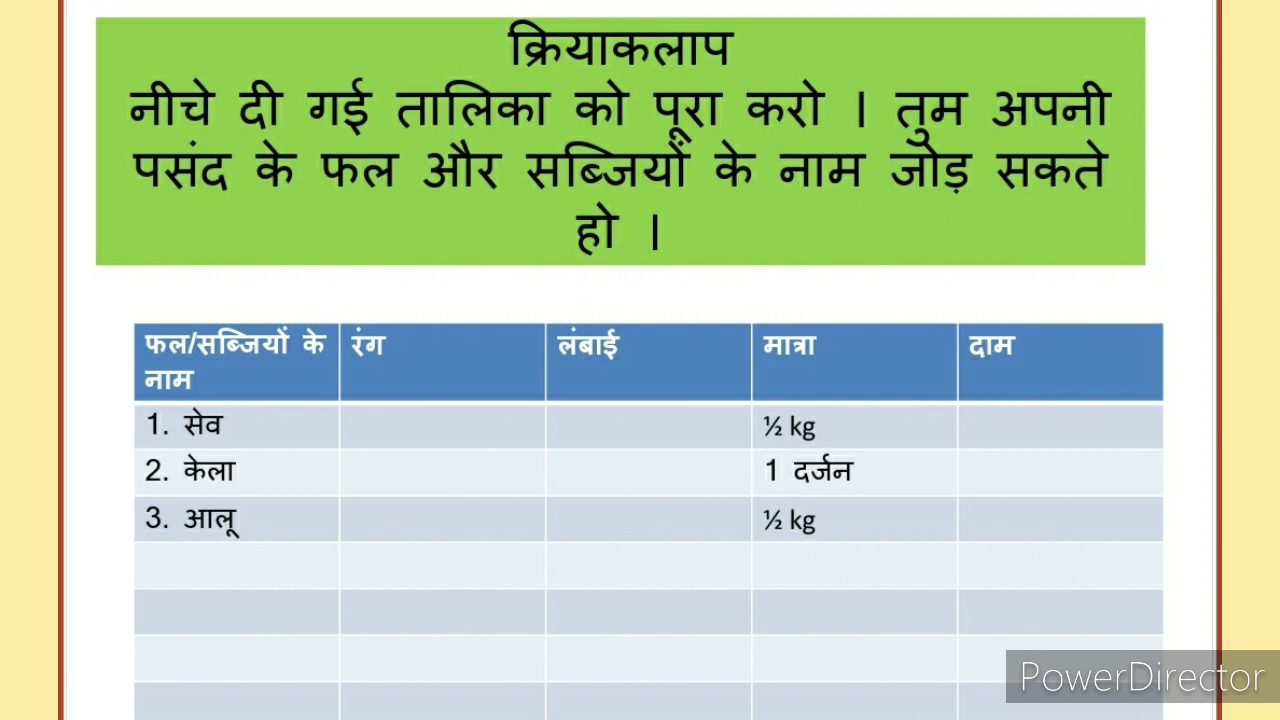 क्रियाकलाप
नीचे दी गई तालिका को पूरा करो । तुम अपनी
पसंद के फल और सब्जियों के नाम जोड़ सकते
हो ।
फल/सब्जियों के नाम रंग लंबाई मात्रा दाम
1. सेव ½ kg
2. केला 1 दर्जन
3. आलू ½ kg
PowerDirector